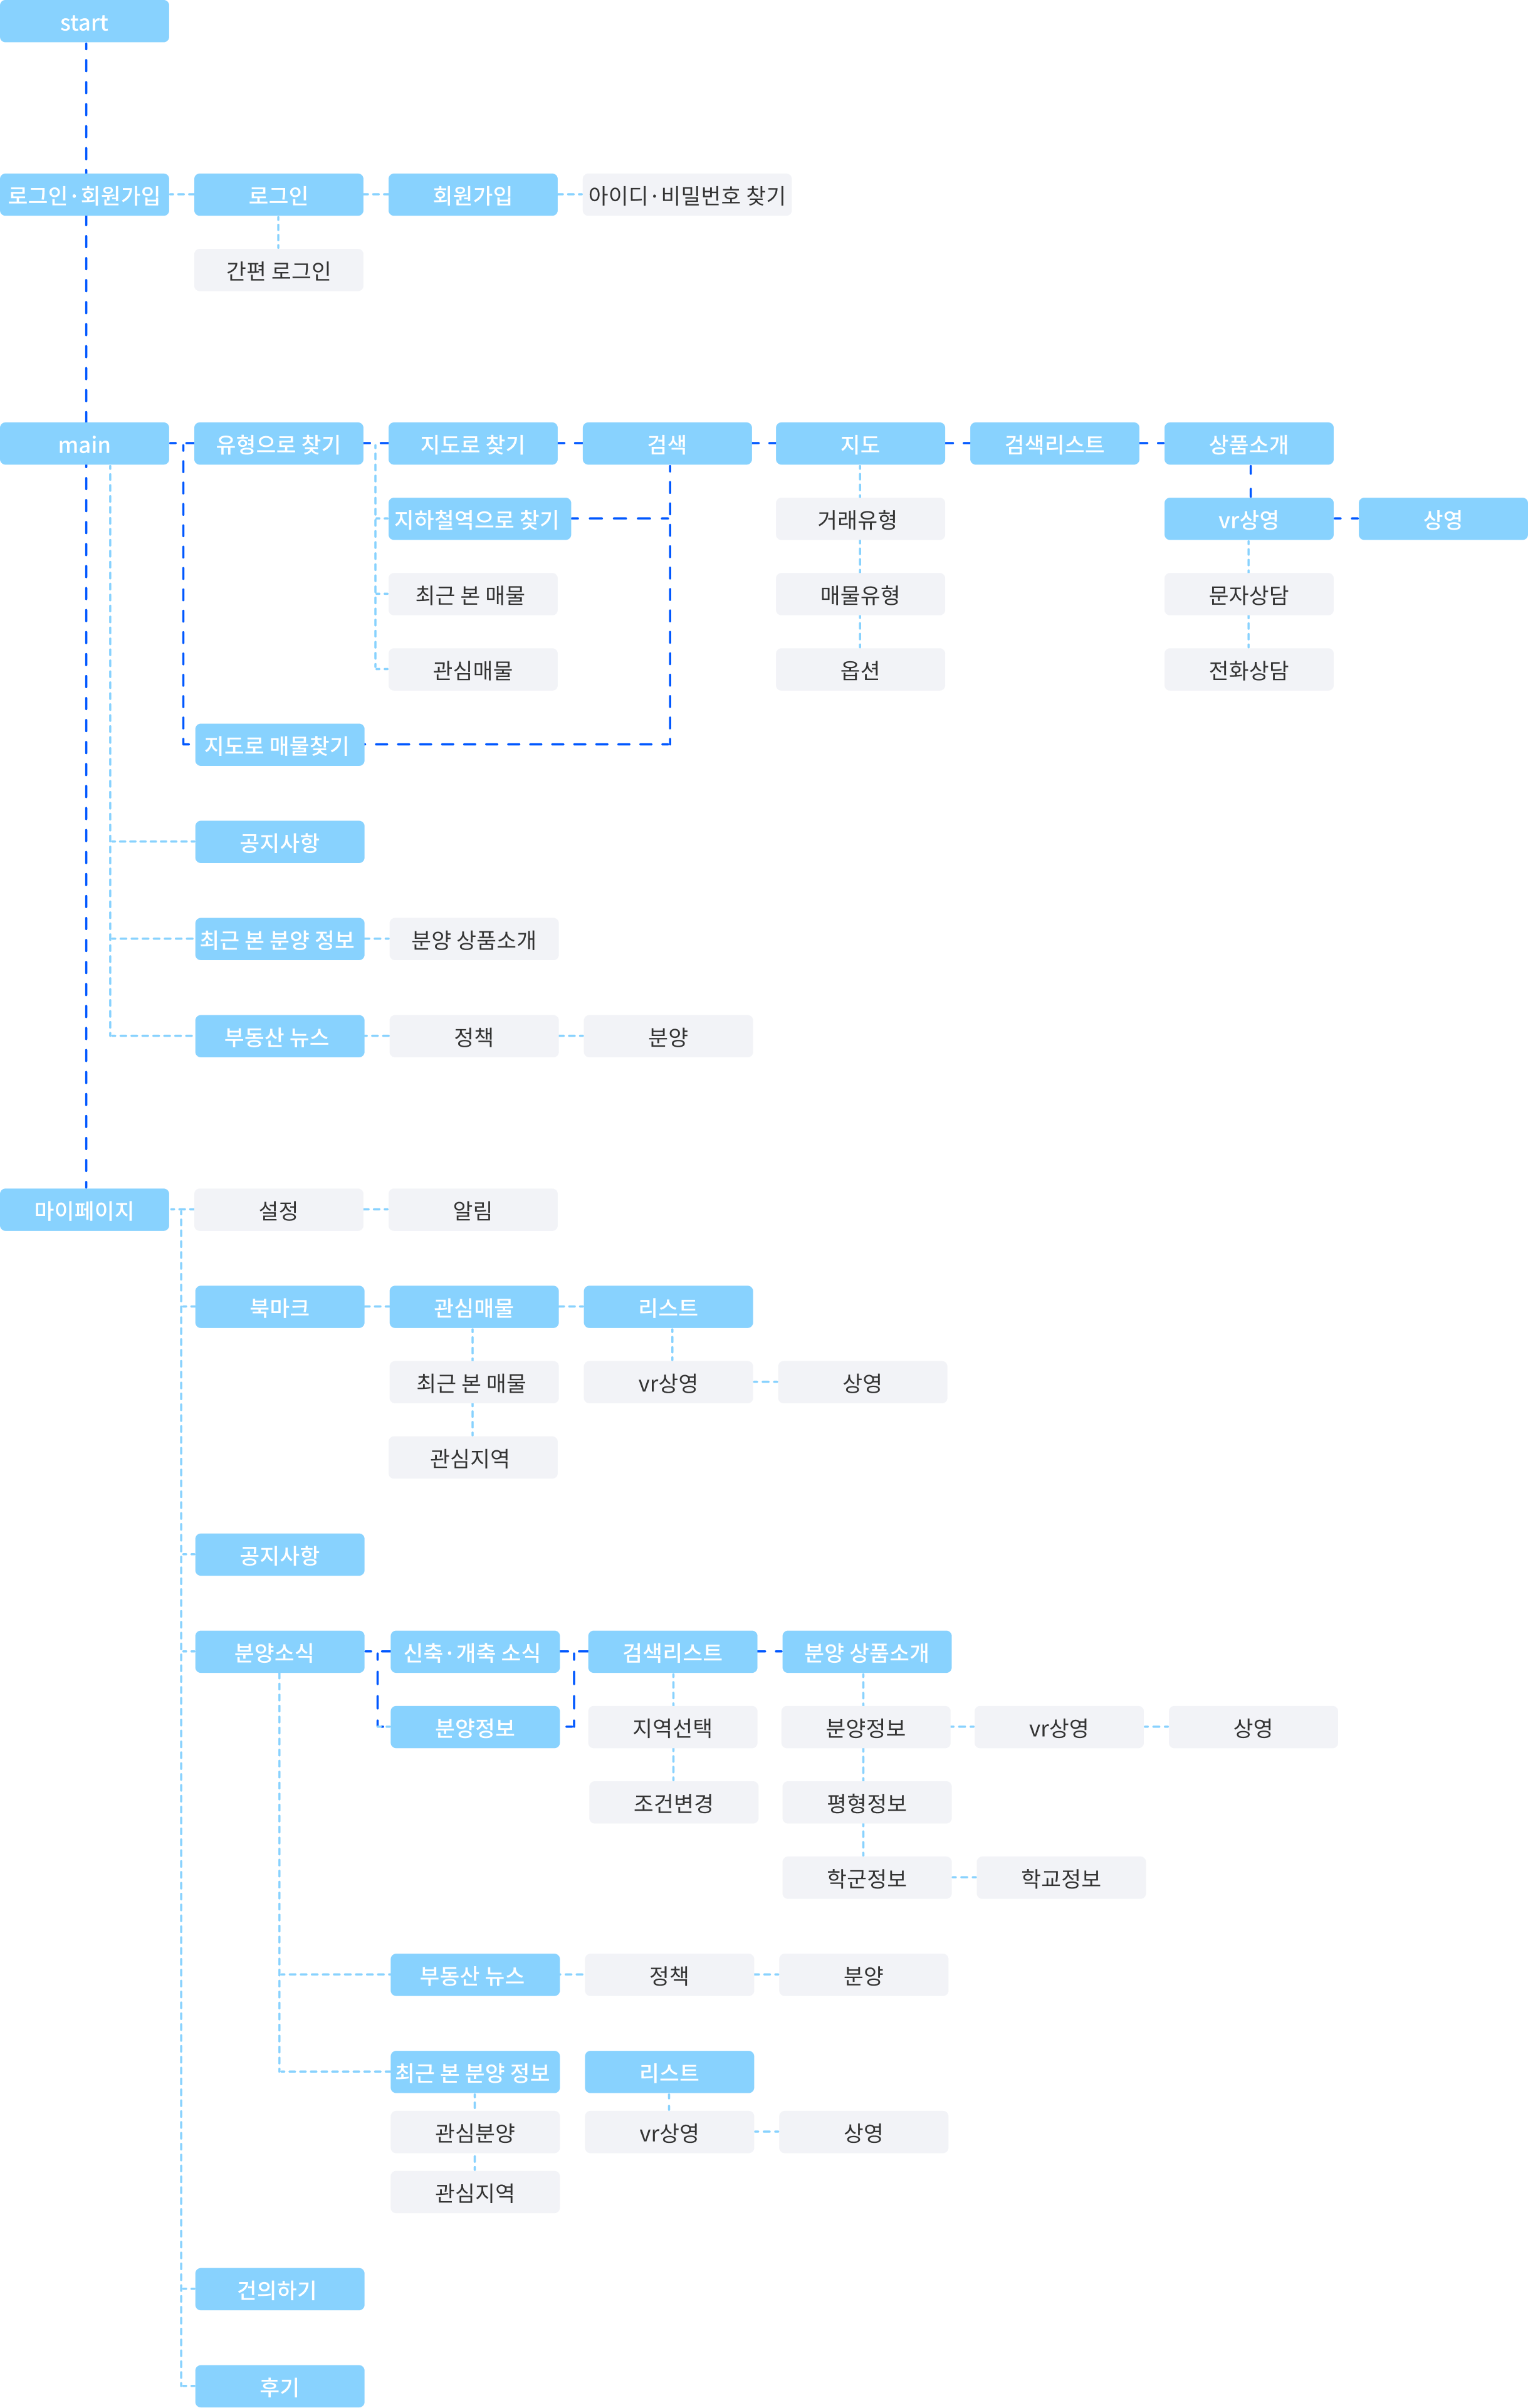 start
로그인·회원가입
로그인
회원가입
아이디·비밀번호 찾기
간편 로그인
main
유형으로 찾기
지도로 찾기
검색
지도
검색리스트
상품소개
지하철역으로 찾기
거래유형
vr상영
상영
최근 본 매물
매물유형
문자상담
관심매물
옵션
전화상담
지도로 매물찾기
공지사항
최근 본 분양 정보
분양 상품소개
부동산 뉴스
정책
분양
마이페이지
설정
알림
북마크
관심매물
리스트
최근 본 매물
vr상영
상영
관심지역
공지사항
분양소식
신축·개축 소식
검색리스트
분양 상품소개
분양정보
지역선택
분양정보
vr상영
상영
조건변경
평형정보
학군정보
학교정보
부동산 뉴스
정책
분양
최근 본 분양 정보
리스트
관심분양
vr상영
상영
관심지역
건의하기
후기